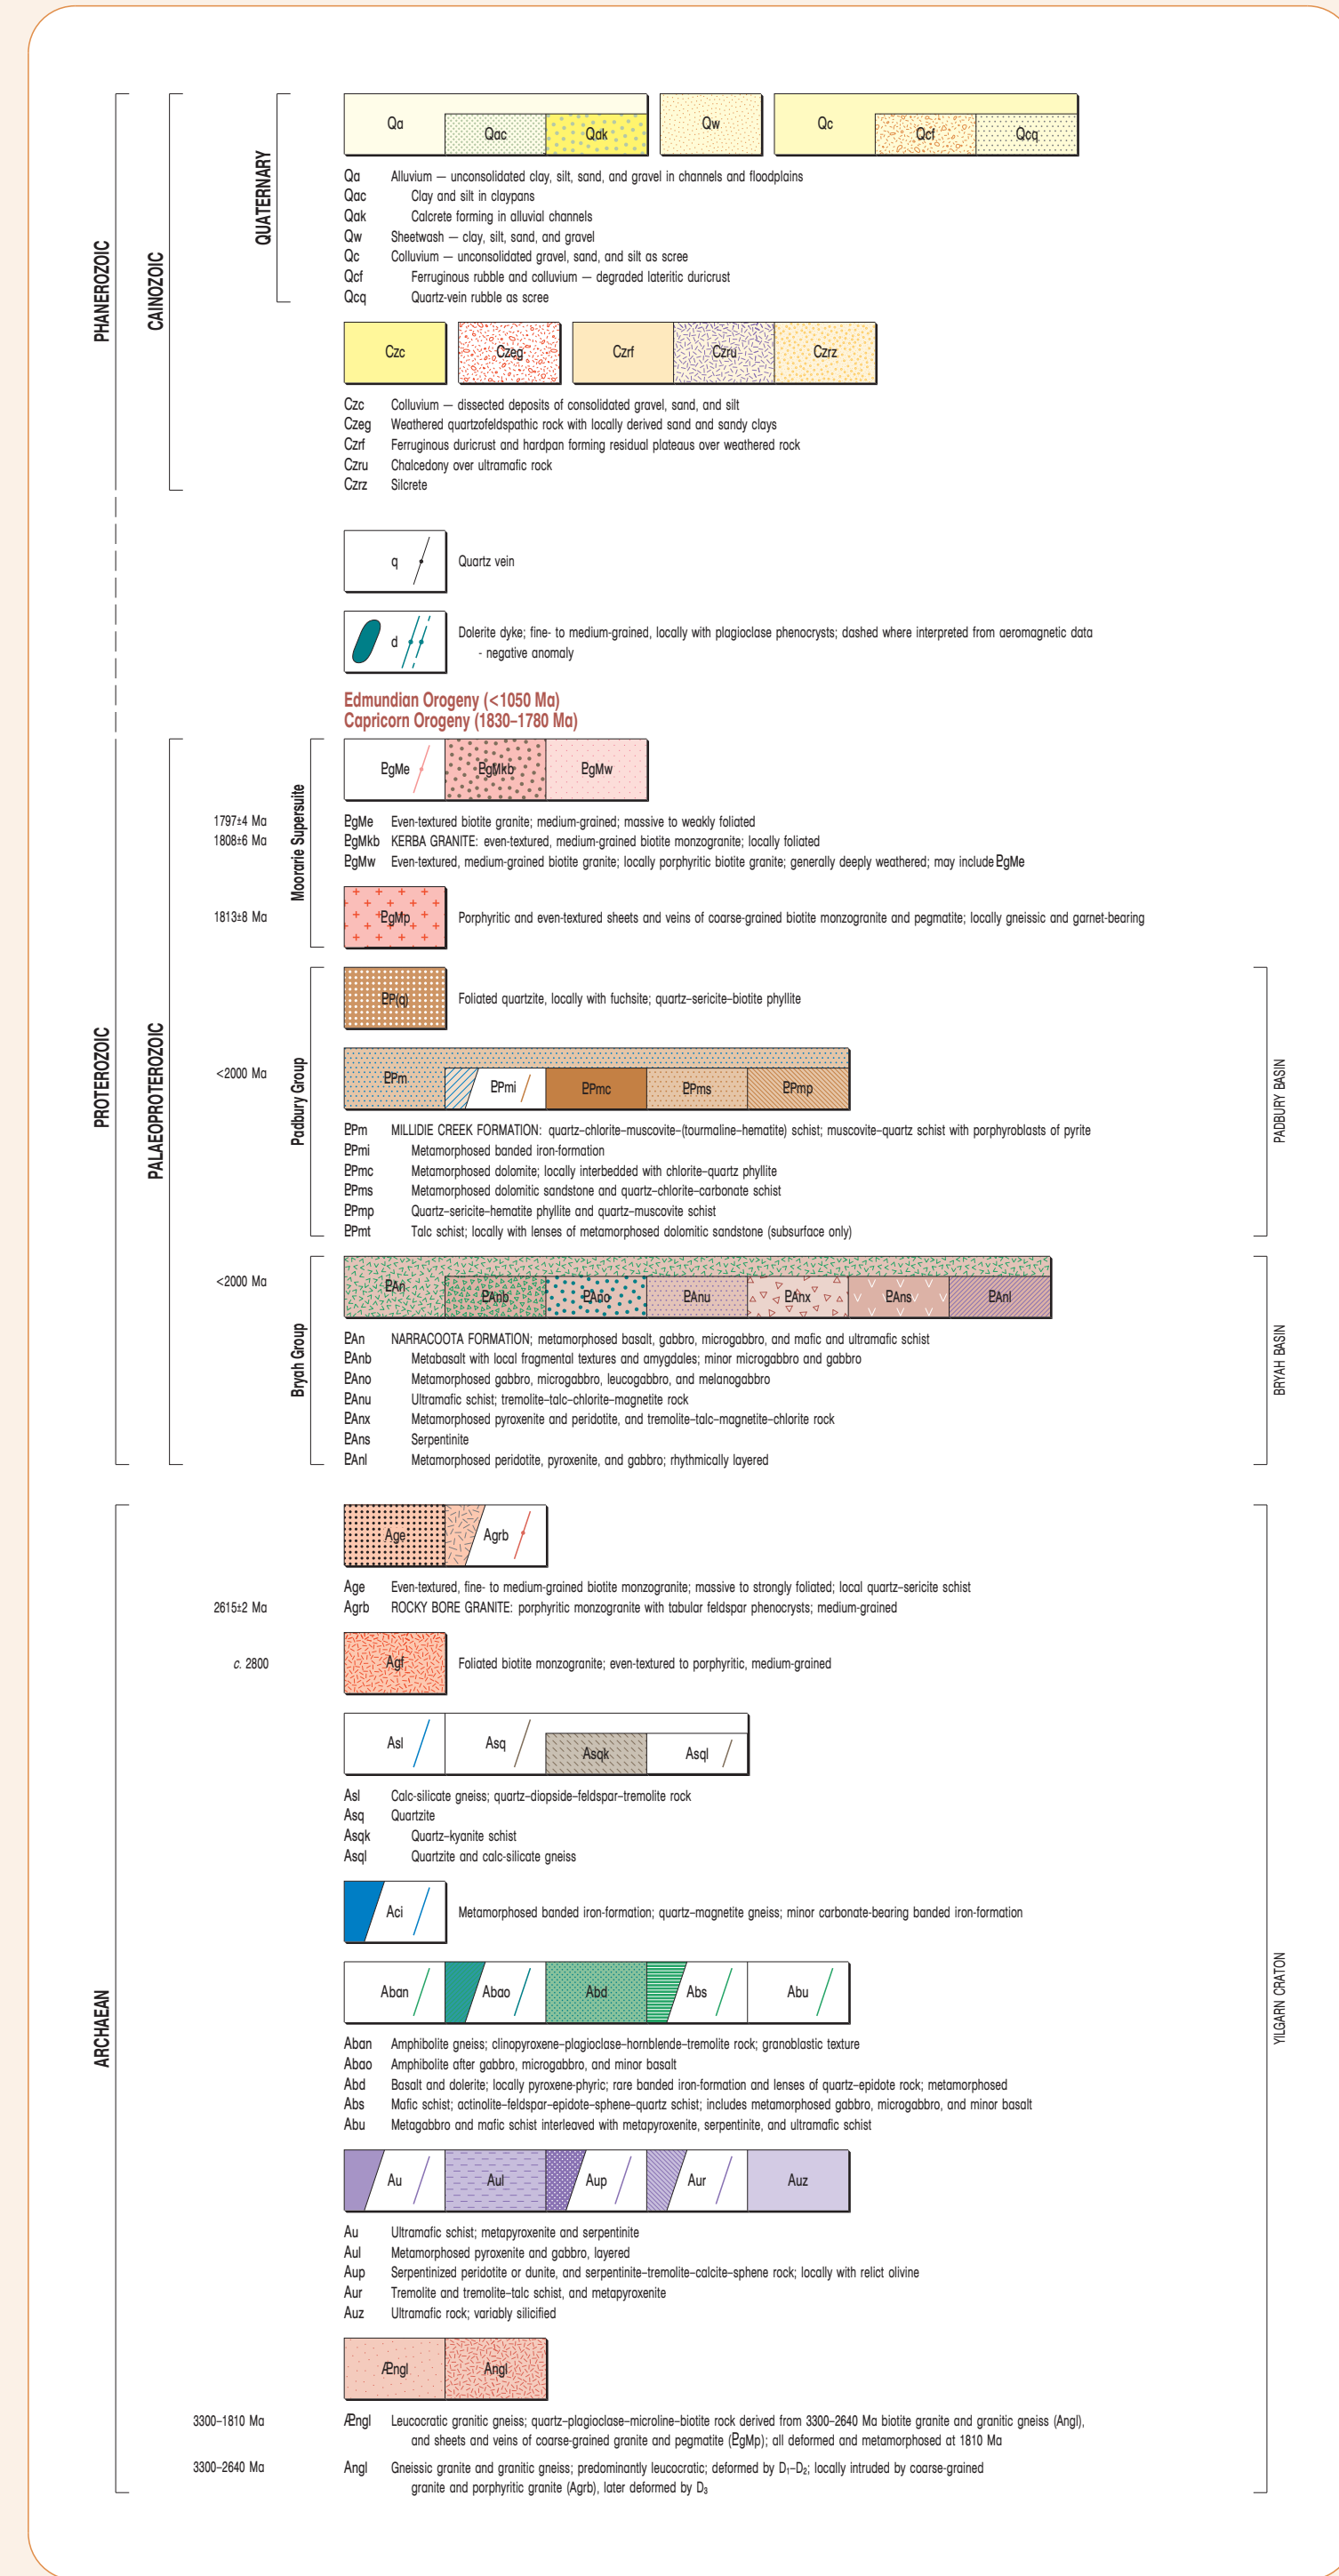 PHANEROZOIC
CAINOZOIC
QUATERNARY
Qa Qac Qak Qw Qc Qcf Qcq
Qa Alluvium — unconsolidated clay, silt, sand, and gravel in channels and floodplains
Qac Clay and silt in claypans
Qak Calcrete forming in alluvial channels
Qw Sheetwash — clay, silt, sand, and gravel
Qc Colluvium — unconsolidated gravel, sand, and silt as scree
Qcf Ferruginous rubble and colluvium — degraded lateritic duricrust
Qcq Quartz-vein rubble as scree
Czc Czeg Czrf Czru Czrz
Czc Colluvium — dissected deposits of consolidated gravel, sand, and silt
Czeg Weathered quartzofeldspathic rock with locally derived sand and sandy clays
Czrf Ferruginous duricrust and hardpan forming residual plateaus over weathered rock
Czru Chalcedony over ultramafic rock
Czrz Silcrete
q Quartz vein
d Dolerite dyke; fine- to medium-grained, locally with plagioclase phenocrysts; dashed where interpreted from aeromagnetic data
- negative anomaly
Edmundian Orogeny (<1050 Ma)
Capricorn Orogeny (1830–1780 Ma)
PROTEROZOIC
PALAEOPROTEROZOIC
Moorarie Supersuite
ⱣgMe ⱣgMkb ⱣgMw
1797±4 Ma ⱣgMe Even-textured biotite granite; medium-grained; massive to weakly foliated
1808±6 Ma ⱣgMkb KERBA GRANITE: even-textured, medium-grained biotite monzogranite; locally foliated
ⱣgMw Even-textured, medium-grained biotite granite; locally porphyritic biotite granite; generally deeply weathered; may include ⱣgMe
1813±8 Ma ⱣgMp Porphyritic and even-textured sheets and veins of coarse-grained biotite monzogranite and pegmatite; locally gneissic and garnet-bearing
Padbury Group
PADBURY BASIN
ⱣP(q) Foliated quartzite, locally with fuchsite; quartz–sericite–biotite phyllite
<2000 Ma ⱣPm ⱣPmi ⱣPmc ⱣPms ⱣPmp
ⱣPm MILLIDIE CREEK FORMATION: quartz–chlorite–muscovite–(tourmaline–hematite) schist; muscovite–quartz schist with porphyroblasts of pyrite
ⱣPmi Metamorphosed banded iron-formation
ⱣPmc Metamorphosed dolomite; locally interbedded with chlorite–quartz phyllite
ⱣPms Metamorphosed dolomitic sandstone and quartz–chlorite–carbonate schist
ⱣPmp Quartz–sericite–hematite phyllite and quartz–muscovite schist
ⱣPmt Talc schist; locally with lenses of metamorphosed dolomitic sandstone (subsurface only)
Bryah Group
BRYAH BASIN
<2000 Ma ⱣAn ⱣAnb ⱣAno ⱣAnu ⱣAnx ⱣAns ⱣAnl
ⱣAn NARRACOOTA FORMATION; metamorphosed basalt, gabbro, microgabbro, and mafic and ultramafic schist
ⱣAnb Metabasalt with local fragmental textures and amygdales; minor microgabbro and gabbro
ⱣAno Metamorphosed gabbro, microgabbro, leucogabbro, and melanogabbro
ⱣAnu Ultramafic schist; tremolite–talc–chlorite–magnetite rock
ⱣAnx Metamorphosed pyroxenite and peridotite, and tremolite–talc–magnetite–chlorite rock
ⱣAns Serpentinite
ⱣAnl Metamorphosed peridotite, pyroxenite, and gabbro; rhythmically layered
ARCHAEAN
YILGARN CRATON
Age Agrb
Age Even-textured, fine- to medium-grained biotite monzogranite; massive to strongly foliated; local quartz–sericite schist
2615±2 Ma Agrb ROCKY BORE GRANITE: porphyritic monzogranite with tabular feldspar phenocrysts; medium-grained
c. 2800 Agf Foliated biotite monzogranite; even-textured to porphyritic, medium-grained
Asl Asq Asqk Asql
Asl Calc-silicate gneiss; quartz–diopside–feldspar–tremolite rock
Asq Quartzite
Asqk Quartz–kyanite schist
Asql Quartzite and calc-silicate gneiss
Aci Metamorphosed banded iron-formation; quartz–magnetite gneiss; minor carbonate-bearing banded iron-formation
Aban Abao Abd Abs Abu
Aban Amphibolite gneiss; clinopyroxene–plagioclase–hornblende–tremolite rock; granoblastic texture
Abao Amphibolite after gabbro, microgabbro, and minor basalt
Abd Basalt and dolerite; locally pyroxene-phyric; rare banded iron-formation and lenses of quartz–epidote rock; metamorphosed
Abs Mafic schist; actinolite–feldspar–epidote–sphene–quartz schist; includes metamorphosed gabbro, microgabbro, and minor basalt
Abu Metagabbro and mafic schist interleaved with metapyroxenite, serpentinite, and ultramafic schist
Au Aul Aup Aur Auz
Au Ultramafic schist; metapyroxenite and serpentinite
Aul Metamorphosed pyroxenite and gabbro, layered
Aup Serpentinized peridotite or dunite, and serpentinite–tremolite–calcite–sphene rock; locally with relict olivine
Aur Tremolite and tremolite–talc schist, and metapyroxenite
Auz Ultramafic rock; variably silicified
AⱣngl Angl
3300–1810 Ma AⱣngl Leucocratic granitic gneiss; quartz–plagioclase–microline–biotite rock derived from 3300–2640 Ma biotite granite and granitic gneiss (Angl),
and sheets and veins of coarse-grained granite and pegmatite (ⱣgMp); all deformed and metamorphosed at 1810 Ma
3300–2640 Ma Angl Gneissic granite and granitic gneiss; predominantly leucocratic; deformed by D₁–D₂; locally intruded by coarse-grained
granite and porphyritic granite (Agrb), later deformed by D₃